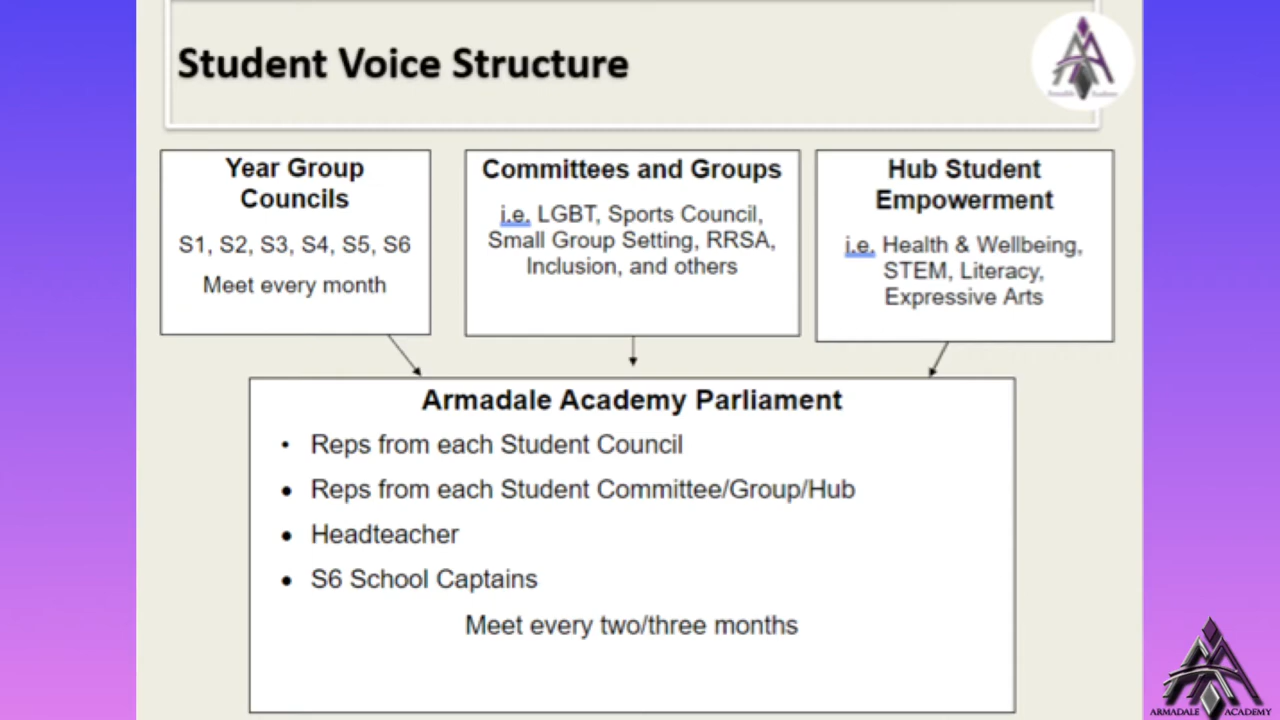 Student Voice Structure
Year Group
Councils
S1, S2, S3, S4, S5, S6
Meet every month
Committees and Groups
i.e. LGBT, Sports Council,
Small Group Setting, RRSA,
Inclusion, and others
Hub Student
Empowerment
i.e. Health & Wellbeing,
STEM, Literacy,
Expressive Arts
Armadale Academy Parliament
• Reps from each Student Council
• Reps from each Student Committee/Group/Hub
• Headteacher
• S6 School Captains
Meet every two/three months
ARMADALE ACADEMY